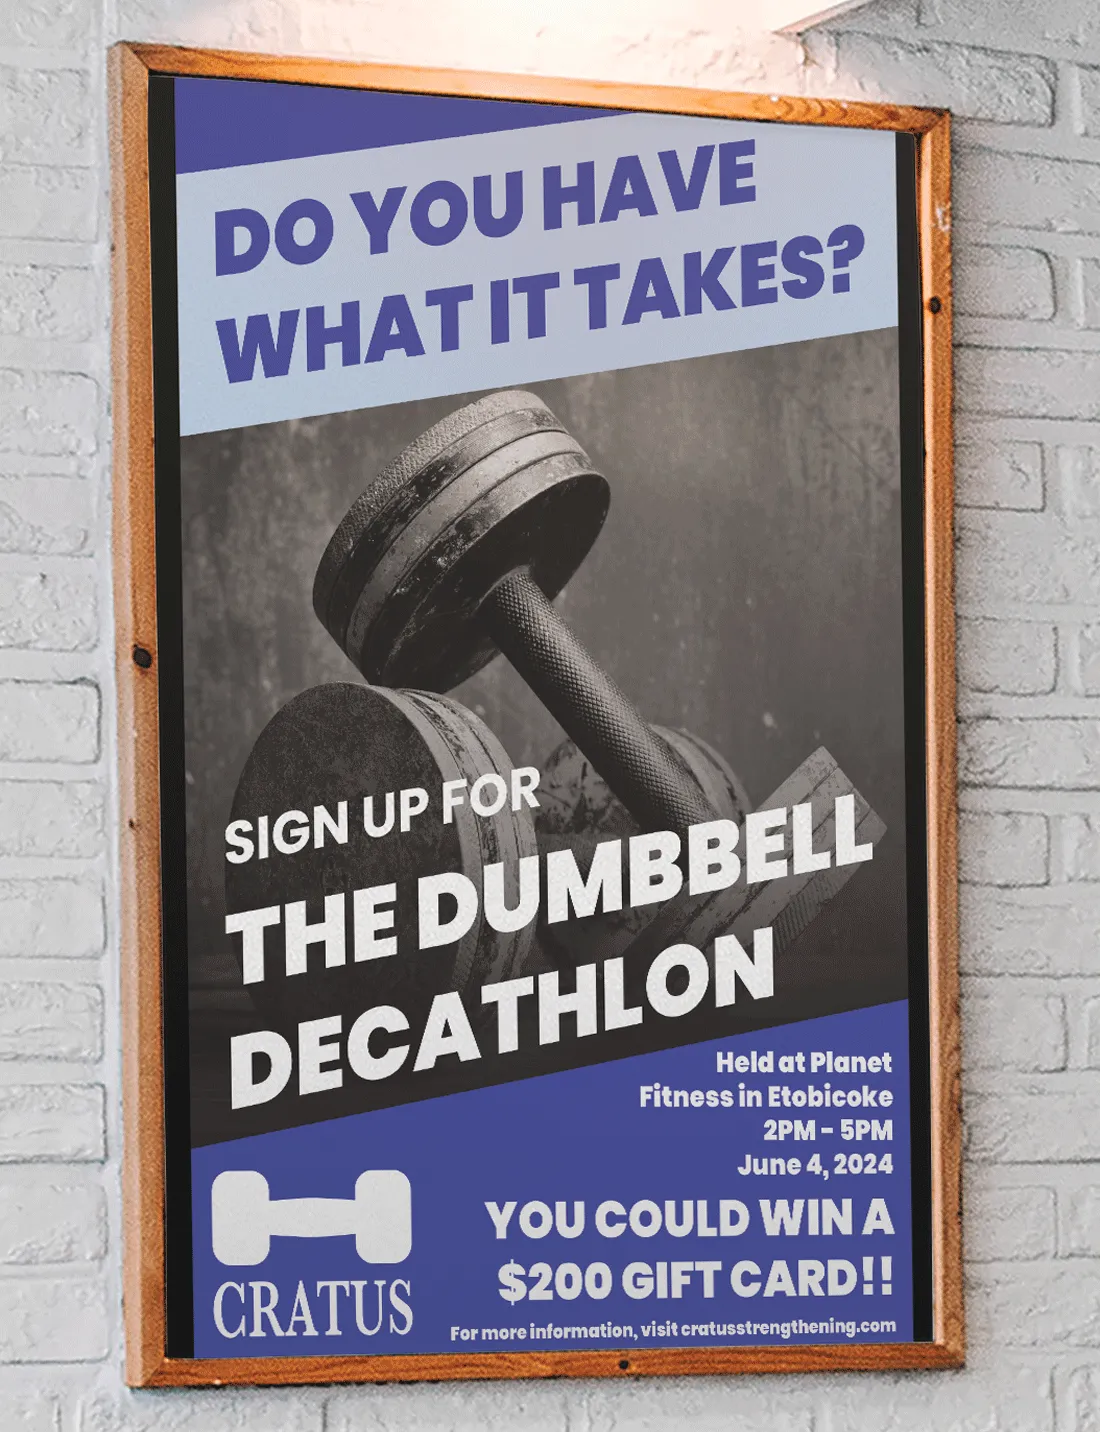 DO YOU HAVE
WHAT IT TAKES?
SIGN UP FOR
THE DUMBBELL
DECATHLON
Held at Planet
Fitness in Etobicoke
2PM - 5PM
June 4, 2024
YOU COULD WIN A
$200 GIFT CARD!!
For more information, visit cratusstrengthening.com
CRATUS